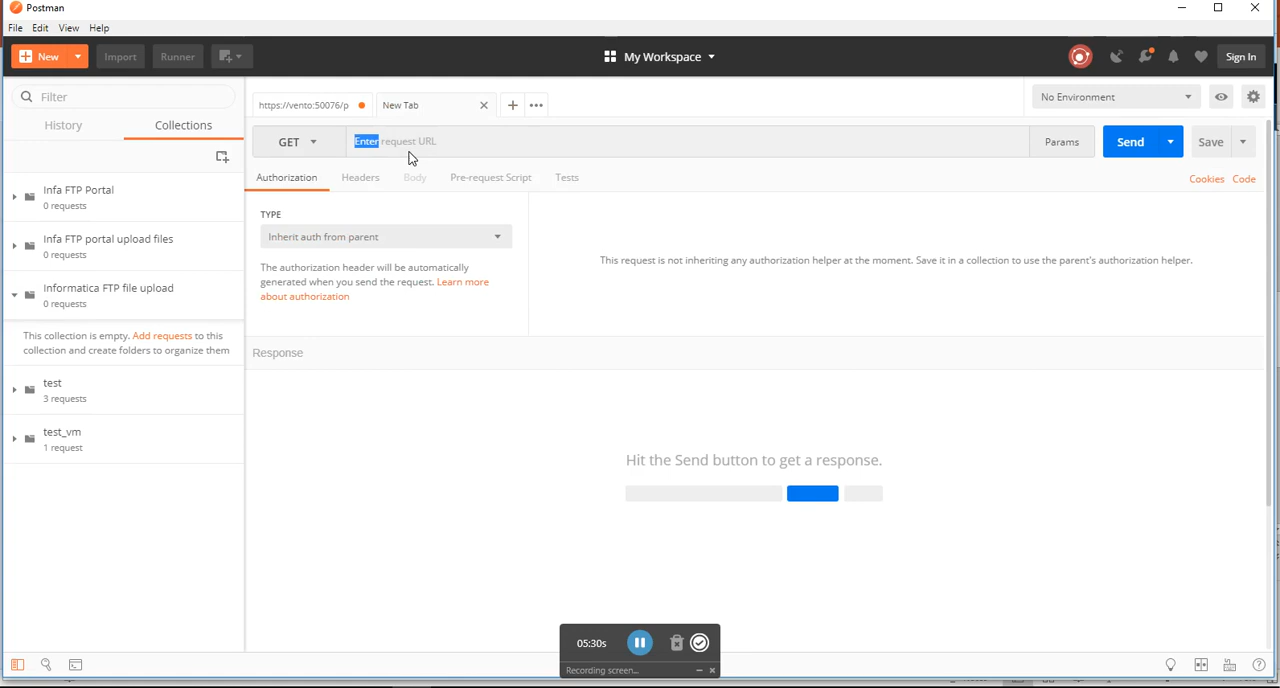 Postman
File Edit View Help
New Import Runner My Workspace Sign In
Filter
History Collections
Infa FTP Portal
0 requests
Infa FTP portal upload files
0 requests
Informatica FTP file upload
0 requests
This collection is empty. Add requests to this
collection and create folders to organize them
test
3 requests
test_vm
1 request
https://vento:50076/p New Tab No Environment
GET Enter request URL Params Send Save
Authorization Headers Body Pre-request Script Tests Cookies Code
TYPE
Inherit auth from parent
The authorization header will be automatically
generated when you send the request. Learn more
about authorization
This request is not inheriting any authorization helper at the moment. Save it in a collection to use the parent's authorization helper.
Response
Hit the Send button to get a response.
05:30s
Recording screen...